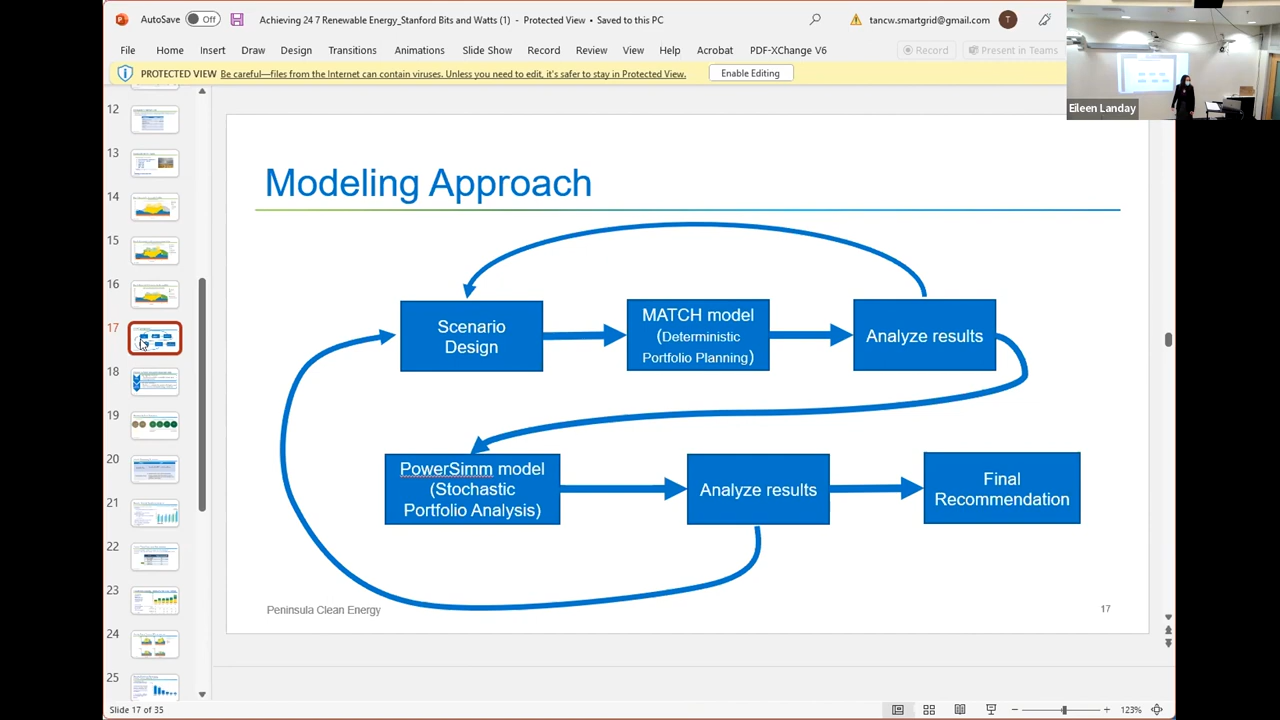 AutoSave Off Achieving 24 7 Renewable Energy_Stanford Bits and Watts (1) - Protected View • Saved to this PC tancw.smartgrid@gmail.com T
File Home Insert Draw Design Transitions Animations Slide Show Record Review View Help Acrobat PDF-XChange V6 Record Present in Teams
PROTECTED VIEW Be careful—files from the Internet can contain viruses. Unless you need to edit, it's safer to stay in Protected View. Enable Editing
Eileen Landay
12
13
14
15
16
17
18
19
20
21
22
23
24
25
Modeling Approach
Scenario
Design
MATCH model
(Deterministic
Portfolio Planning)
Analyze results
PowerSimm model
(Stochastic
Portfolio Analysis)
Analyze results
Final
Recommendation
Peninsula Clean Energy
17
Slide 17 of 35
123%